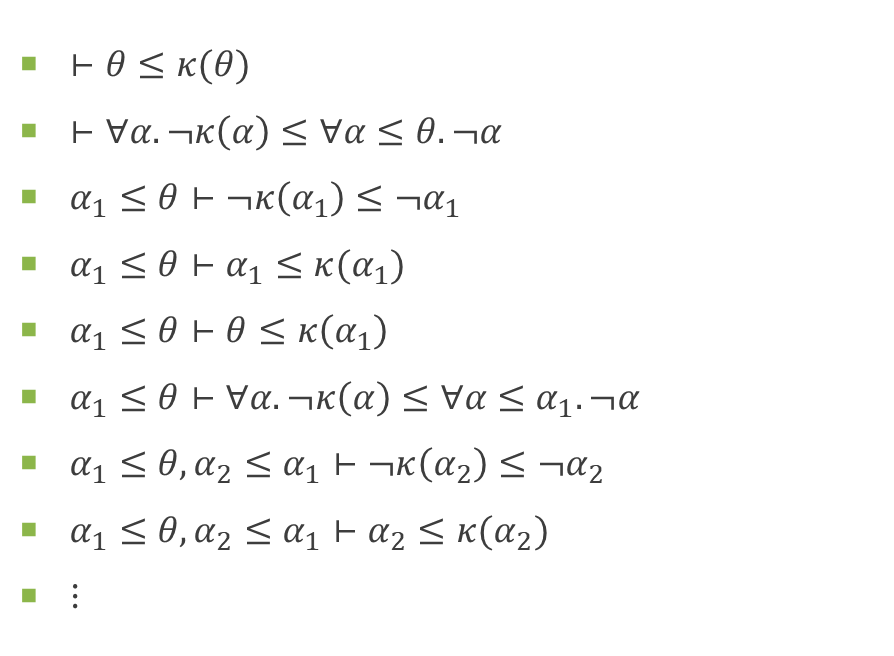 ⊢ 𝜃 ≤ 𝜅(𝜃)
⊢ ∀𝛼. ¬𝜅(𝛼) ≤ ∀𝛼 ≤ 𝜃. ¬𝛼
𝛼₁ ≤ 𝜃 ⊢ ¬𝜅(𝛼₁) ≤ ¬𝛼₁
𝛼₁ ≤ 𝜃 ⊢ 𝛼₁ ≤ 𝜅(𝛼₁)
𝛼₁ ≤ 𝜃 ⊢ 𝜃 ≤ 𝜅(𝛼₁)
𝛼₁ ≤ 𝜃 ⊢ ∀𝛼. ¬𝜅(𝛼) ≤ ∀𝛼 ≤ 𝛼₁. ¬𝛼
𝛼₁ ≤ 𝜃, 𝛼₂ ≤ 𝛼₁ ⊢ ¬𝜅(𝛼₂) ≤ ¬𝛼₂
𝛼₁ ≤ 𝜃, 𝛼₂ ≤ 𝛼₁ ⊢ 𝛼₂ ≤ 𝜅(𝛼₂)
⋮